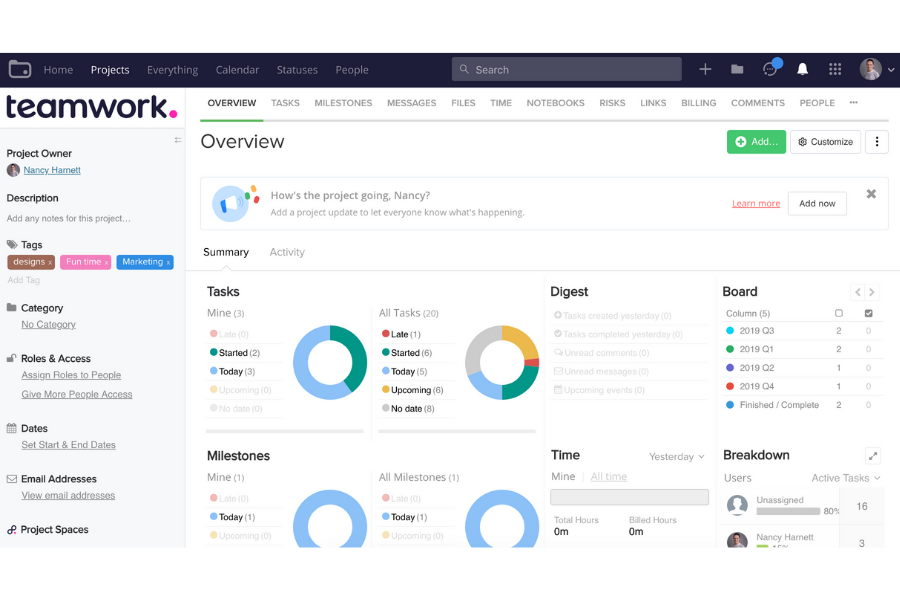 Home Projects Everything Calendar Statuses People Search
teamwork.
OVERVIEW TASKS MILESTONES MESSAGES FILES TIME NOTEBOOKS RISKS LINKS BILLING COMMENTS PEOPLE
Project Owner
Nancy Harnett
Description
Add any notes for this project...
Tags
designs x Fun time x Marketing x
Add Tag
Category
No Category
Roles & Access
Assign Roles to People
Give More People Access
Dates
Set Start & End Dates
Email Addresses
View email addresses
Project Spaces
Overview
Add... Customize
How's the project going, Nancy?
Add a project update to let everyone know what's happening.
Learn more Add now
Summary Activity
Tasks
Mine (3)
Late (0)
Started (2)
Today (3)
Upcoming (0)
No date (0)
All Tasks (20)
Late (1)
Started (6)
Today (5)
Upcoming (6)
No date (8)
Digest
Tasks created yesterday (0)
Tasks completed yesterday (0)
Unread comments (0)
Unread messages (0)
Upcoming events (0)
Board
Column (5)
2019 Q3 2 0
2019 Q1 2 0
2019 Q2 1 0
2019 Q4 1 0
Finished / Complete 2 0
Milestones
Mine (1)
Late (0)
Today (1)
Upcoming (0)
All Milestones (1)
Late (0)
Today (1)
Upcoming (0)
Time Yesterday
Mine All time
Total Hours Billed Hours
0m 0m
Breakdown
Users Active Tasks
Unassigned
80% 16
Nancy Harnett
15% 3